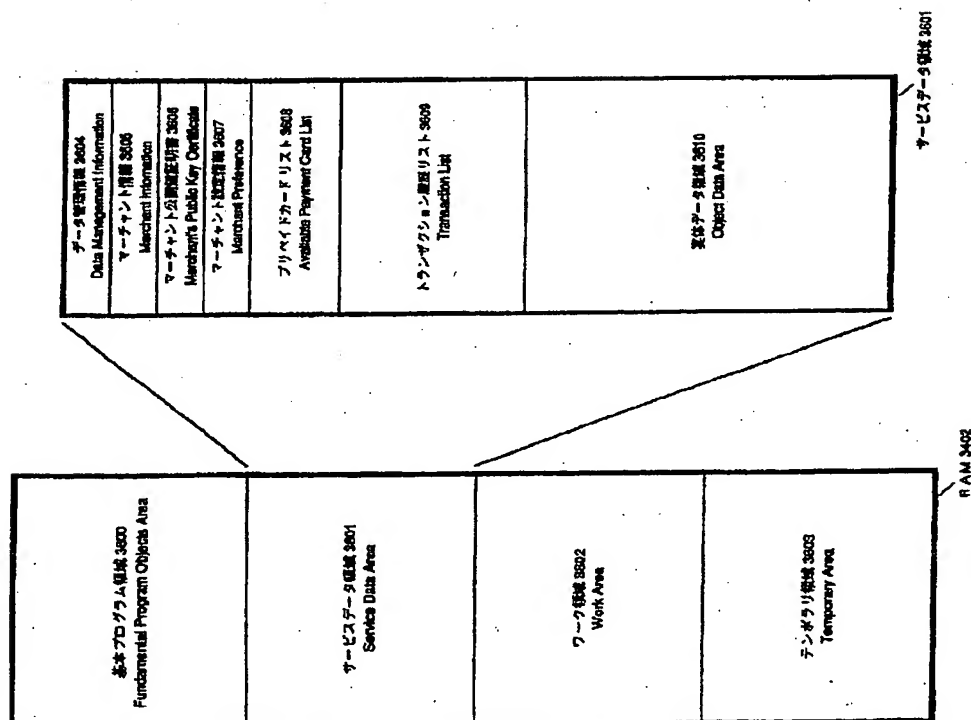 基本プログラム領域 3600
Fundamental Program Objects Area
サービスデータ領域 3601
Service Data Area
ワーク領域 3602
Work Area
テンポラリ領域 3603
Temporary Area
RAM 3402
データ管理情報 3604
Data Management Information
マーチャント情報 3605
Merchant Information
マーチャント公開鍵証明書 3606
Merchant's Public Key Certificate
マーチャント設定情報 3607
Merchant Preference
プリペイドカードリスト 3608
Available Payment Card List
トランザクション履歴リスト 3609
Transaction List
実体データ領域 3610
Object Data Area
サービスデータ領域 3601